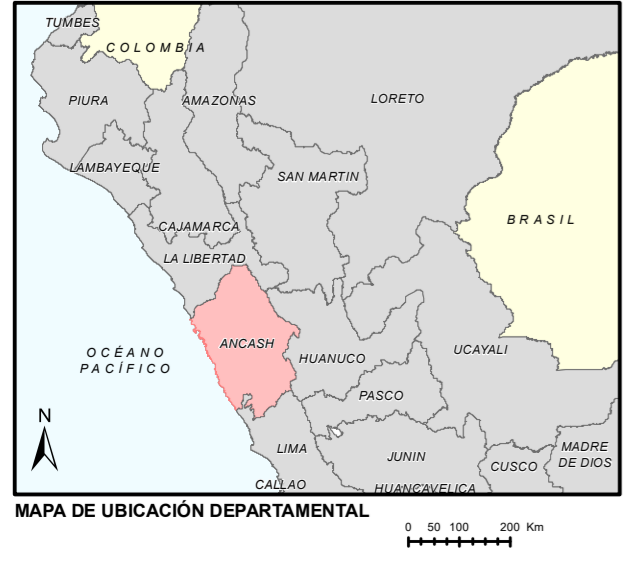 TUMBES
COLOMBIA
PIURA
AMAZONAS
LORETO
LAMBAYEQUE
SAN MARTIN
BRASIL
CAJAMARCA
LA LIBERTAD
ANCASH
OCÉANO
PACÍFICO
HUANUCO
UCAYALI
PASCO
N
LIMA
JUNIN
CUSCO
MADRE
DE DIOS
CALLAO
HUANCAVELICA
MAPA DE UBICACIÓN DEPARTAMENTAL
0 50 100 200 Km